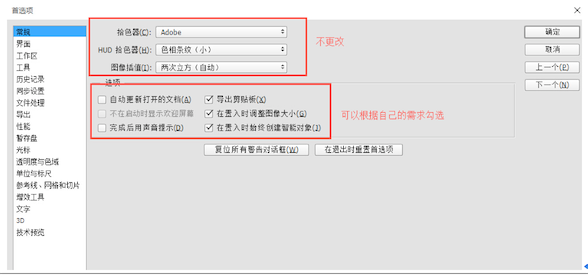 首选项
常规
界面
工作区
工具
历史记录
同步设置
文件处理
导出
性能
暂存盘
光标
透明度与色域
单位与标尺
参考线、网格和切片
增效工具
文字
3D
技术预览
拾色器(C): Adobe
HUD 拾色器(H): 色相条纹（小）
图像插值(I): 两次立方（自动）
不更改
选项
自动更新打开的文档(A)
导出剪贴板(X)
不在启动时显示欢迎屏幕
在置入时调整图像大小(G)
完成后用声音提示(D)
在置入时始终创建智能对象(J)
可以根据自己的需求勾选
复位所有警告对话框(W)
在退出时重置首选项
确定
取消
上一个(P)
下一个(N)